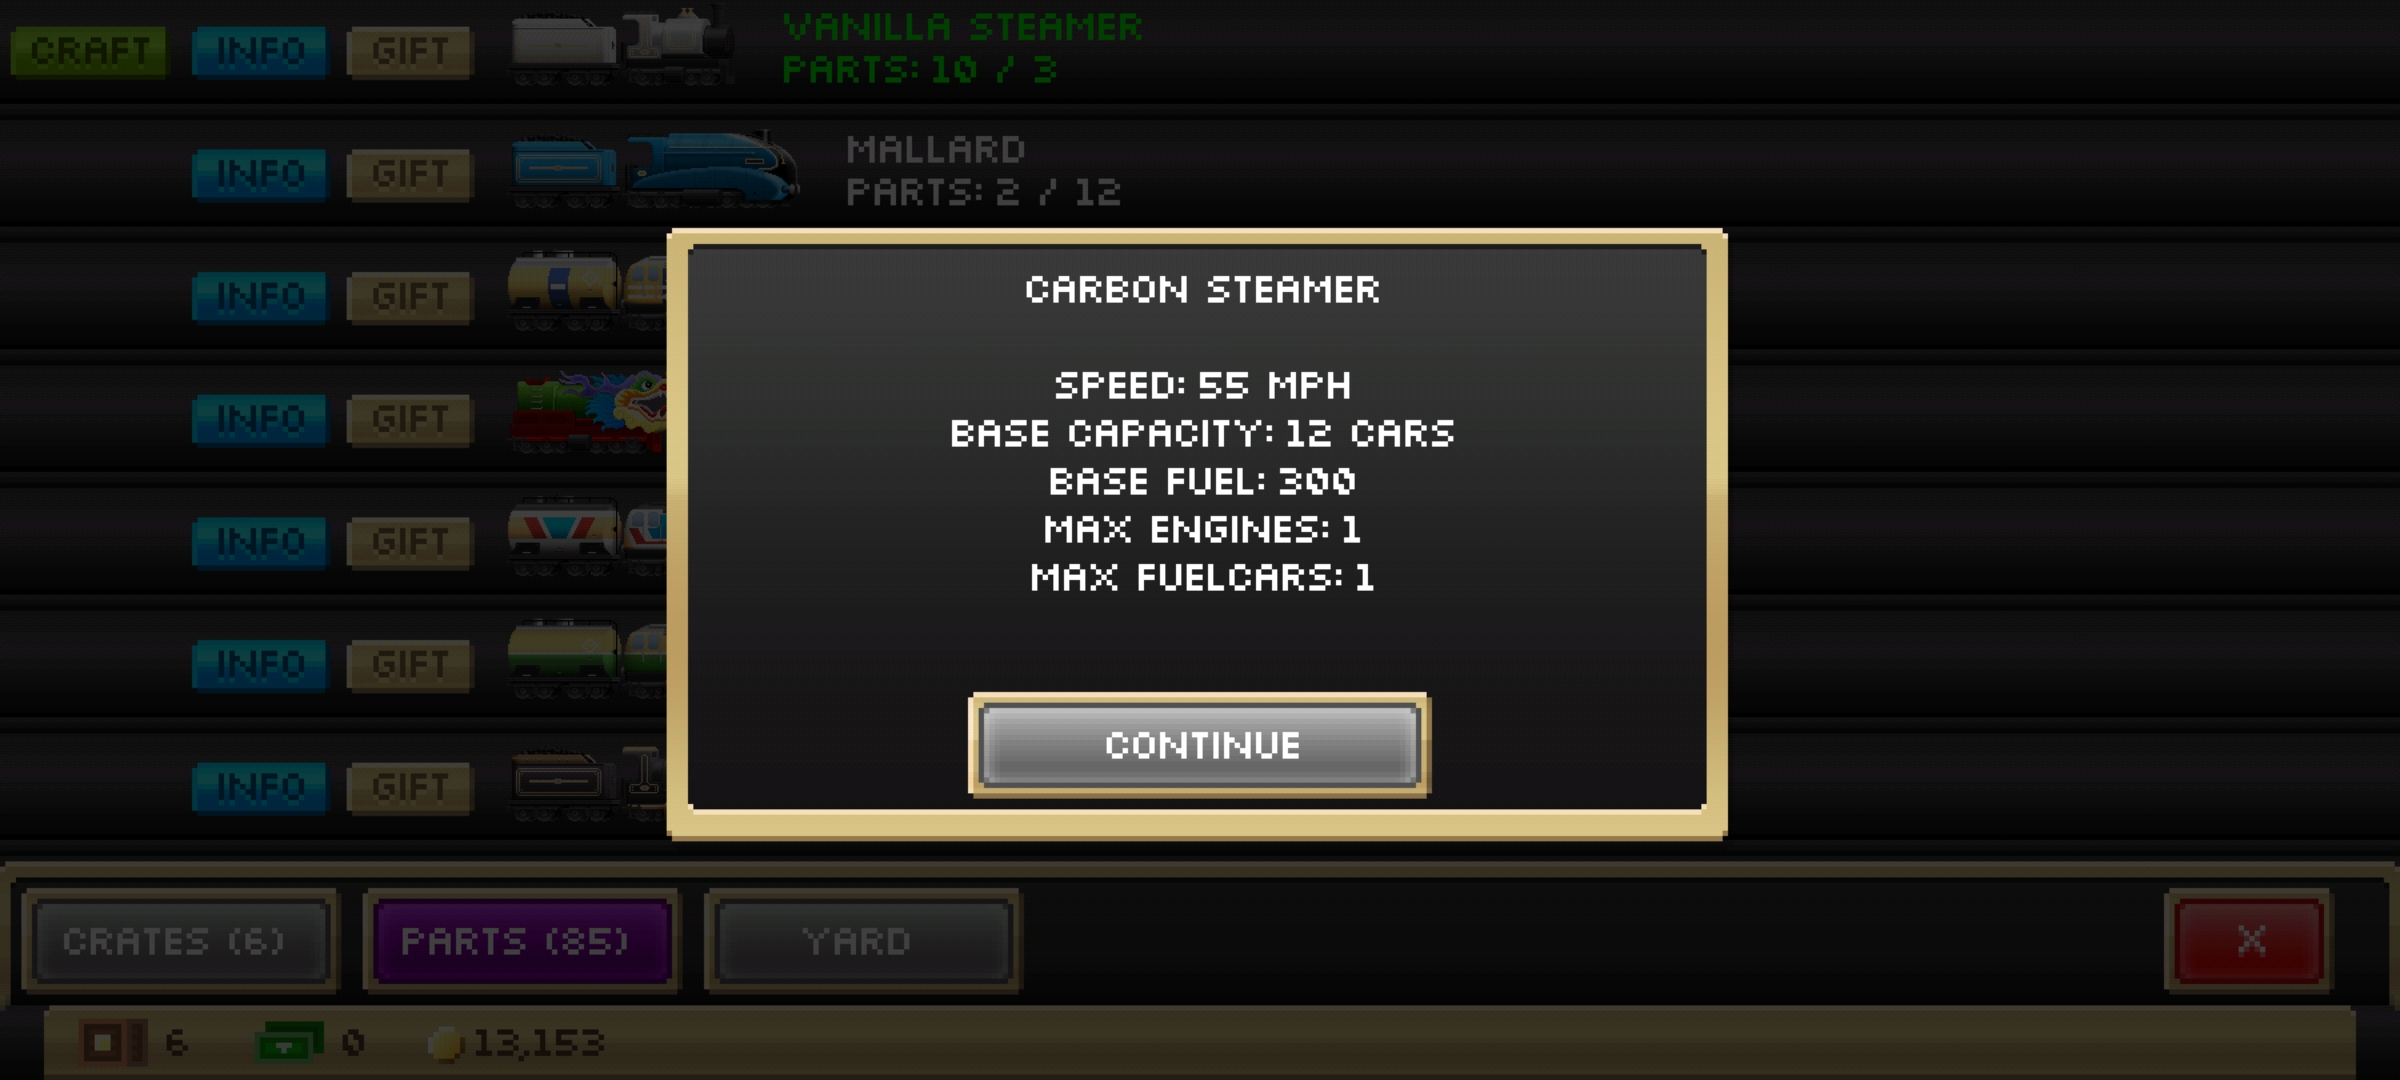 CRAFT INFO GIFT VANILLA STEAMER
PARTS: 10 / 3
INFO GIFT MALLARD
PARTS: 2 / 12
INFO GIFT
INFO GIFT
INFO GIFT
INFO GIFT
INFO GIFT
CARBON STEAMER
SPEED: 55 MPH
BASE CAPACITY: 12 CARS
BASE FUEL: 300
MAX ENGINES: 1
MAX FUELCARS: 1
CONTINUE
CRATES (6) PARTS (85) YARD X
6 0 13,153